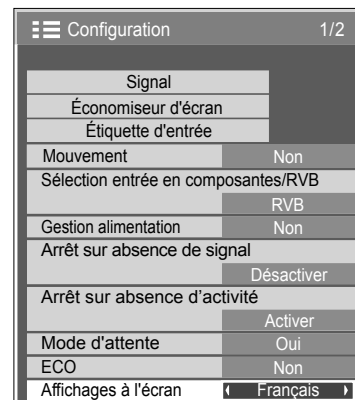 Configuration 1/2
Signal
Économiseur d'écran
Étiquette d'entrée
Mouvement Non
Sélection entrée en composantes/RVB
RVB
Gestion alimentation Non
Arrêt sur absence de signal
Désactiver
Arrêt sur absence d’activité
Activer
Mode d'attente Oui
ECO Non
Affichages à l'écran Français